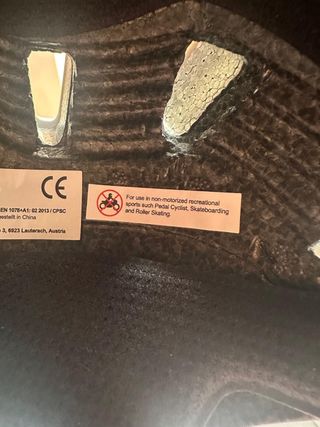 CE
EN 1078+A1: 02 2013 / CPSC
gestellt in China
3, 6923 Lauterach, Austria
For use in non-motorized recreational
sports such Pedal Cyclist, Skateboarding
and Roller Skating.